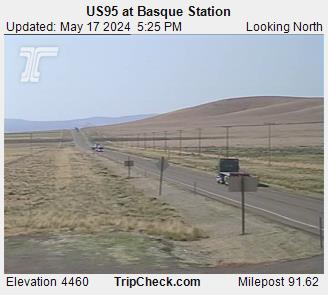 US95 at Basque Station
Updated: May 17 2024 5:25 PM Looking North
Elevation 4460 TripCheck.com Milepost 91.62